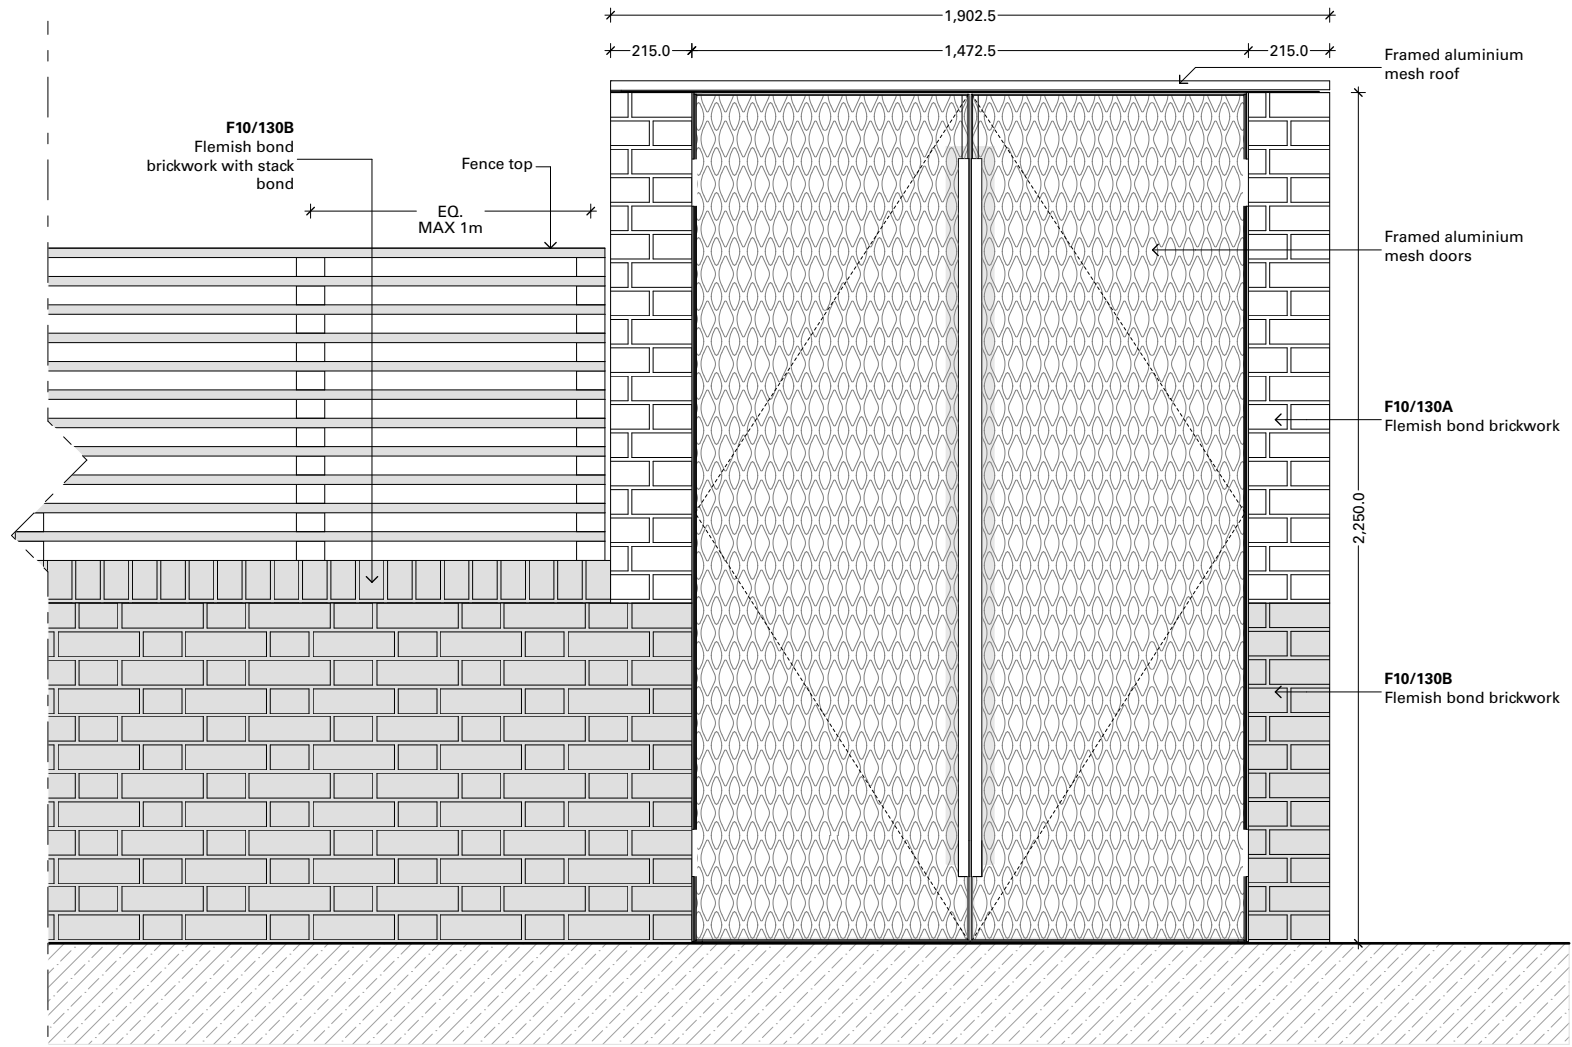 1,902.5
215.0
1,472.5
215.0
Framed aluminium
mesh roof
F10/130B
Flemish bond
brickwork with stack
bond
Fence top
EQ.
MAX 1m
Framed aluminium
mesh doors
F10/130A
Flemish bond brickwork
2,250.0
F10/130B
Flemish bond brickwork